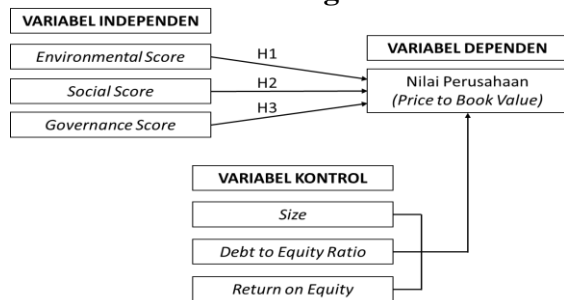 VARIABEL INDEPENDEN
Environmental Score
Social Score
Governance Score
H1
H2
H3
VARIABEL DEPENDEN
Nilai Perusahaan
(Price to Book Value)
VARIABEL KONTROL
Size
Debt to Equity Ratio
Return on Equity